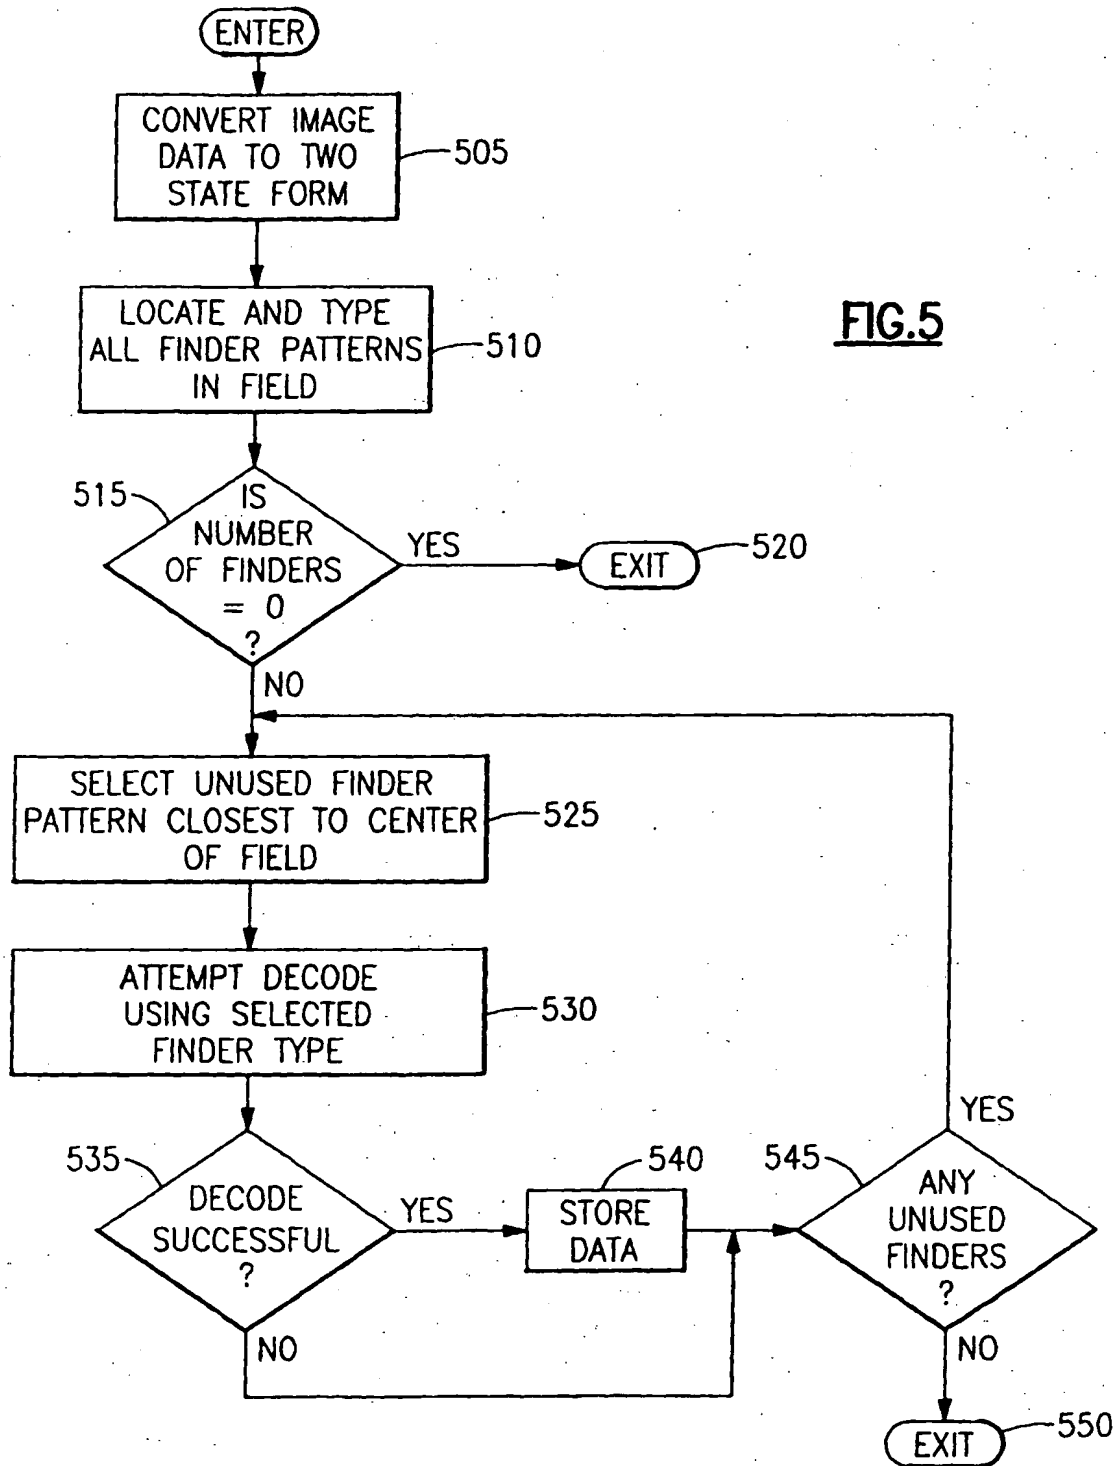 ENTER
CONVERT IMAGE
DATA TO TWO
STATE FORM
505
LOCATE AND TYPE
ALL FINDER PATTERNS
IN FIELD
510
FIG.5
515
IS
NUMBER
OF FINDERS
= 0
?
YES
EXIT
520
NO
SELECT UNUSED FINDER
PATTERN CLOSEST TO CENTER
OF FIELD
525
ATTEMPT DECODE
USING SELECTED
FINDER TYPE
530
535
DECODE
SUCCESSFUL
?
YES
NO
540
STORE
DATA
545
ANY
UNUSED
FINDERS
?
YES
NO
EXIT
550